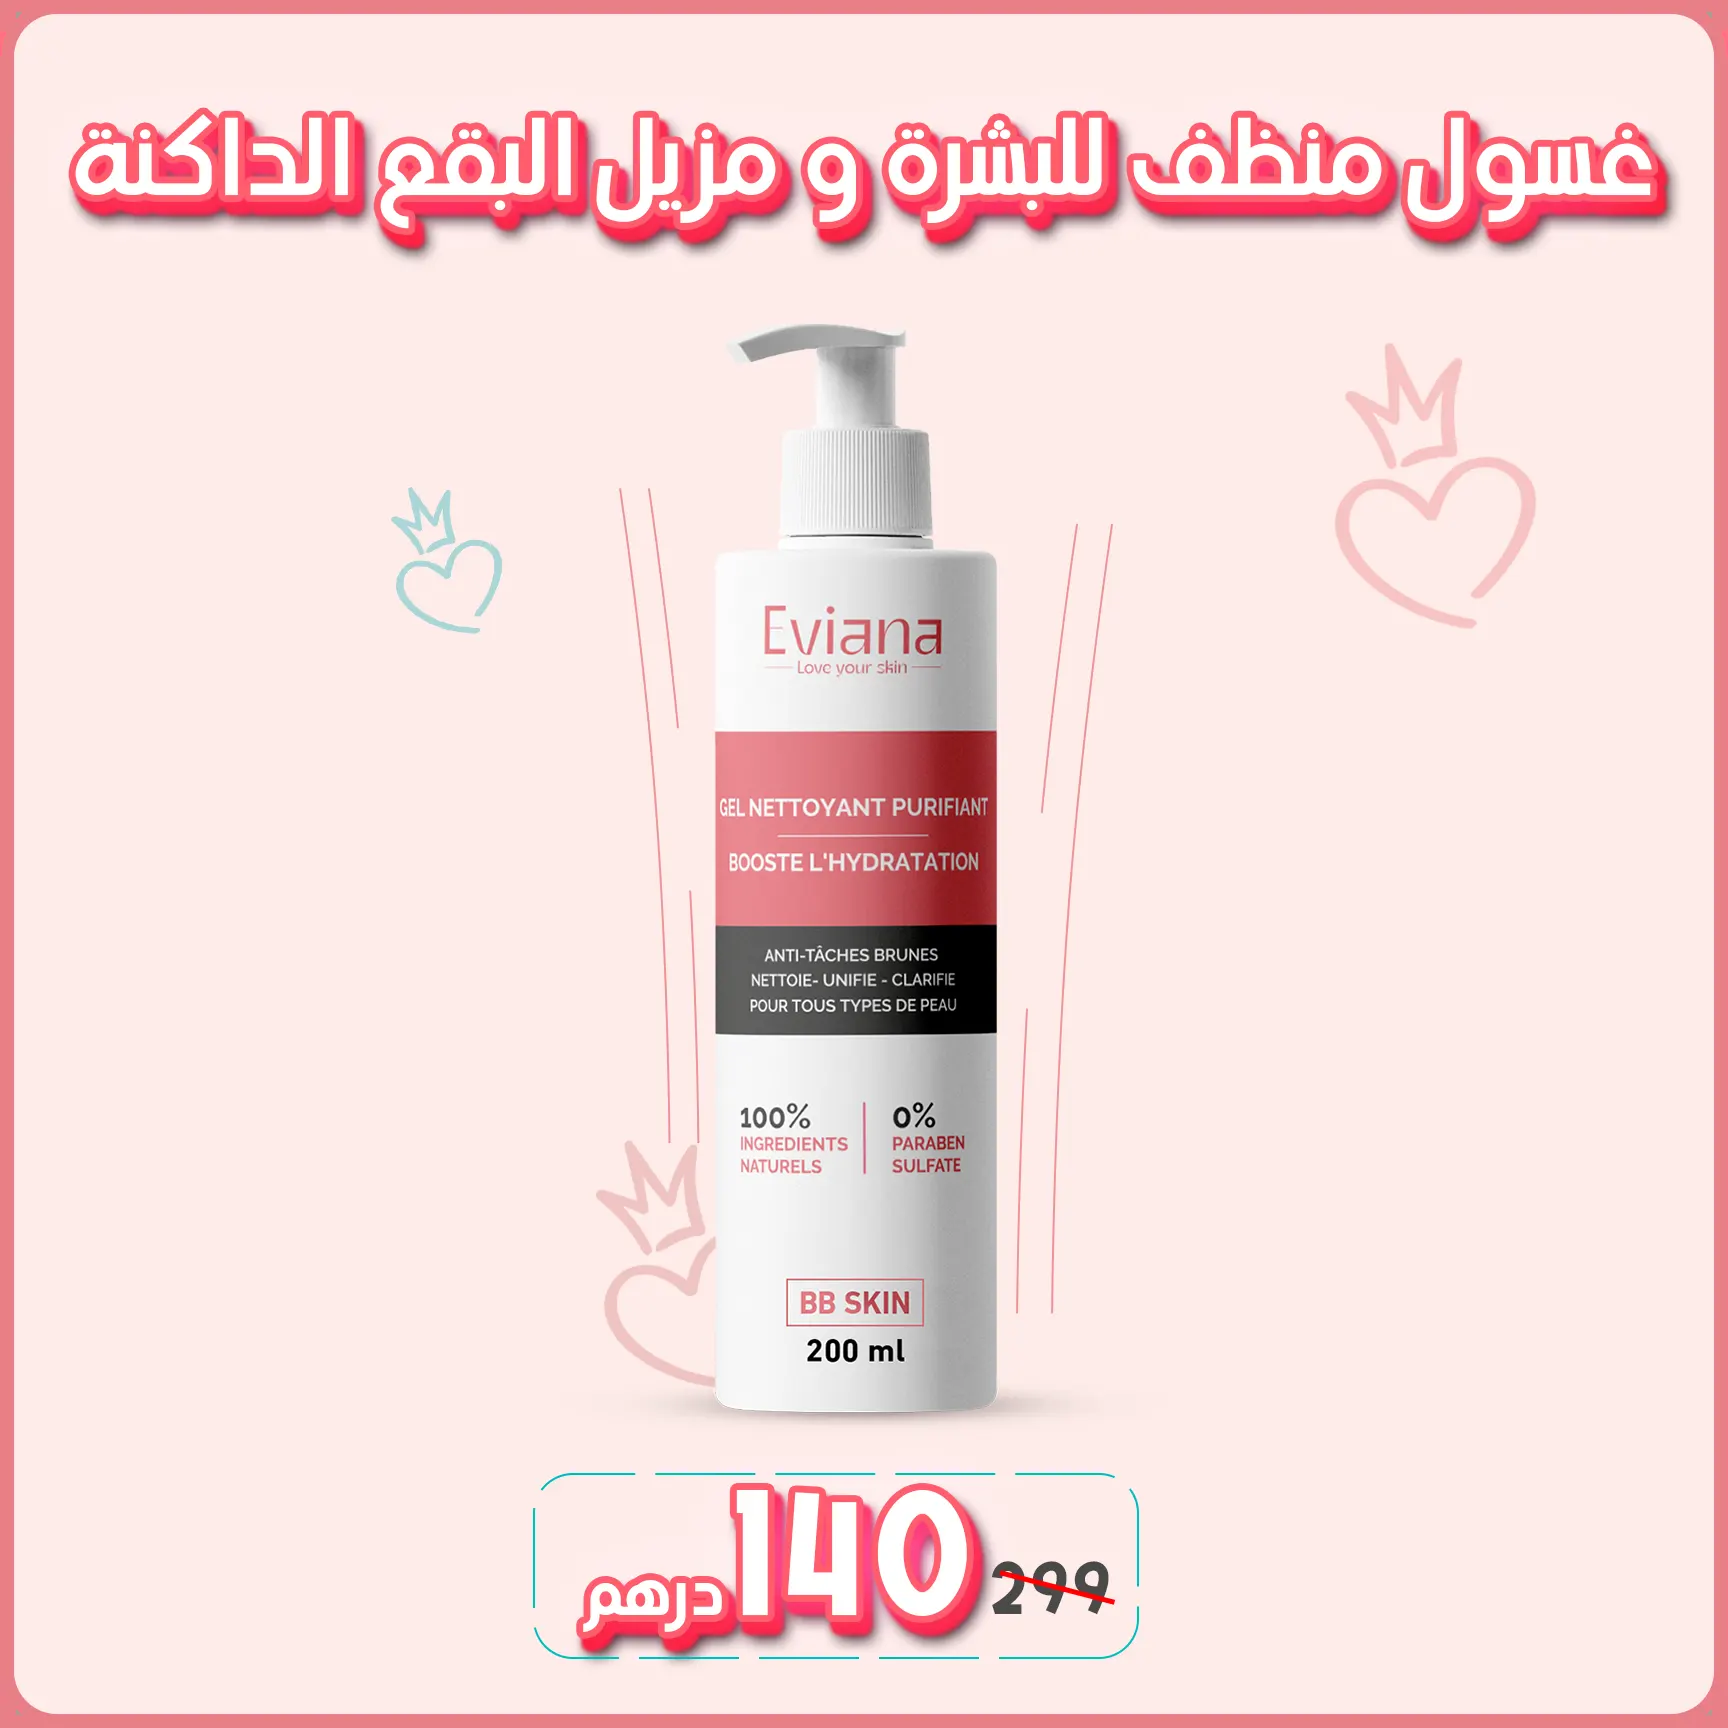 غسول منظف للبشرة و مزيل البقع الداكنة
Eviana
Love your skin
GEL NETTOYANT PURIFIANT
BOOSTE L'HYDRATATION
ANTI-TÂCHES BRUNES
NETTOIE- UNIFIE - CLARIFIE
POUR TOUS TYPES DE PEAU
100%
INGREDIENTS
NATURELS
0%
PARABEN
SULFATE
BB SKIN
200 ml
299 140 درهم